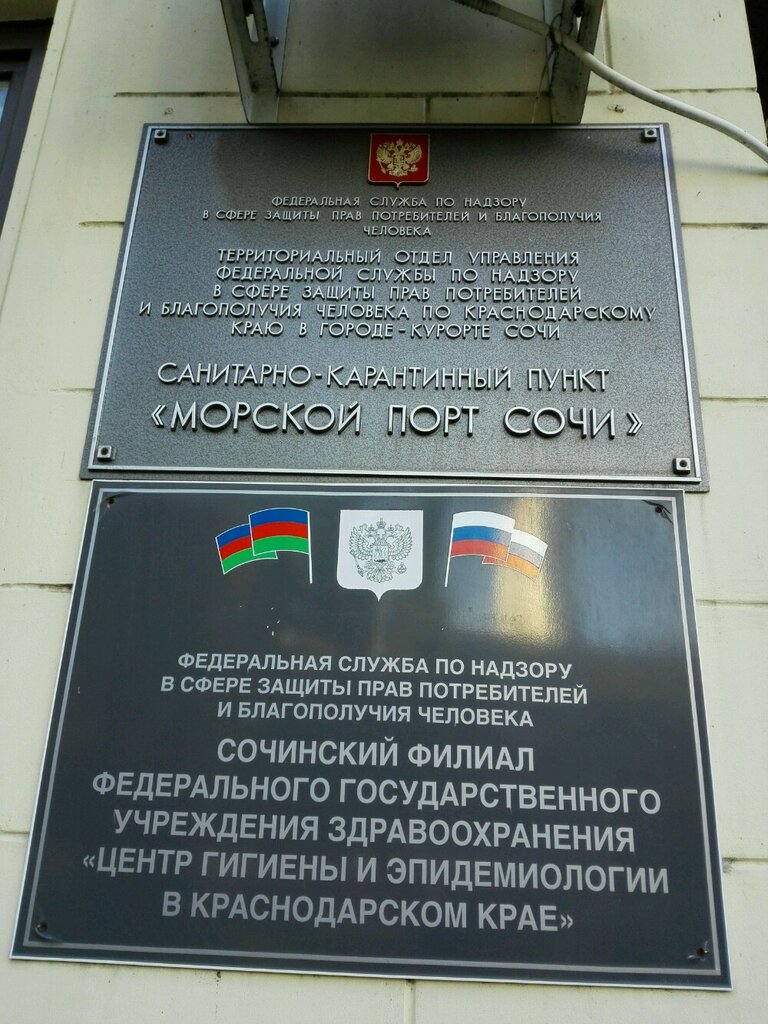 ФЕДЕРАЛЬНАЯ СЛУЖБА ПО НАДЗОРУ
В СФЕРЕ ЗАЩИТЫ ПРАВ ПОТРЕБИТЕЛЕЙ И БЛАГОПОЛУЧИЯ
ЧЕЛОВЕКА
ТЕРРИТОРИАЛЬНЫЙ ОТДЕЛ УПРАВЛЕНИЯ
ФЕДЕРАЛЬНОЙ СЛУЖБЫ ПО НАДЗОРУ
В СФЕРЕ ЗАЩИТЫ ПРАВ ПОТРЕБИТЕЛЕЙ
И БЛАГОПОЛУЧИЯ ЧЕЛОВЕКА ПО КРАСНОДАРСКОМУ
КРАЮ В ГОРОДЕ-КУРОРТЕ СОЧИ
САНИТАРНО-КАРАНТИННЫЙ ПУНКТ
«МОРСКОЙ ПОРТ СОЧИ»
ФЕДЕРАЛЬНАЯ СЛУЖБА ПО НАДЗОРУ
В СФЕРЕ ЗАЩИТЫ ПРАВ ПОТРЕБИТЕЛЕЙ
И БЛАГОПОЛУЧИЯ ЧЕЛОВЕКА
СОЧИНСКИЙ ФИЛИАЛ
ФЕДЕРАЛЬНОГО ГОСУДАРСТВЕННОГО
УЧРЕЖДЕНИЯ ЗДРАВООХРАНЕНИЯ
«ЦЕНТР ГИГИЕНЫ И ЭПИДЕМИОЛОГИИ
В КРАСНОДАРСКОМ КРАЕ»